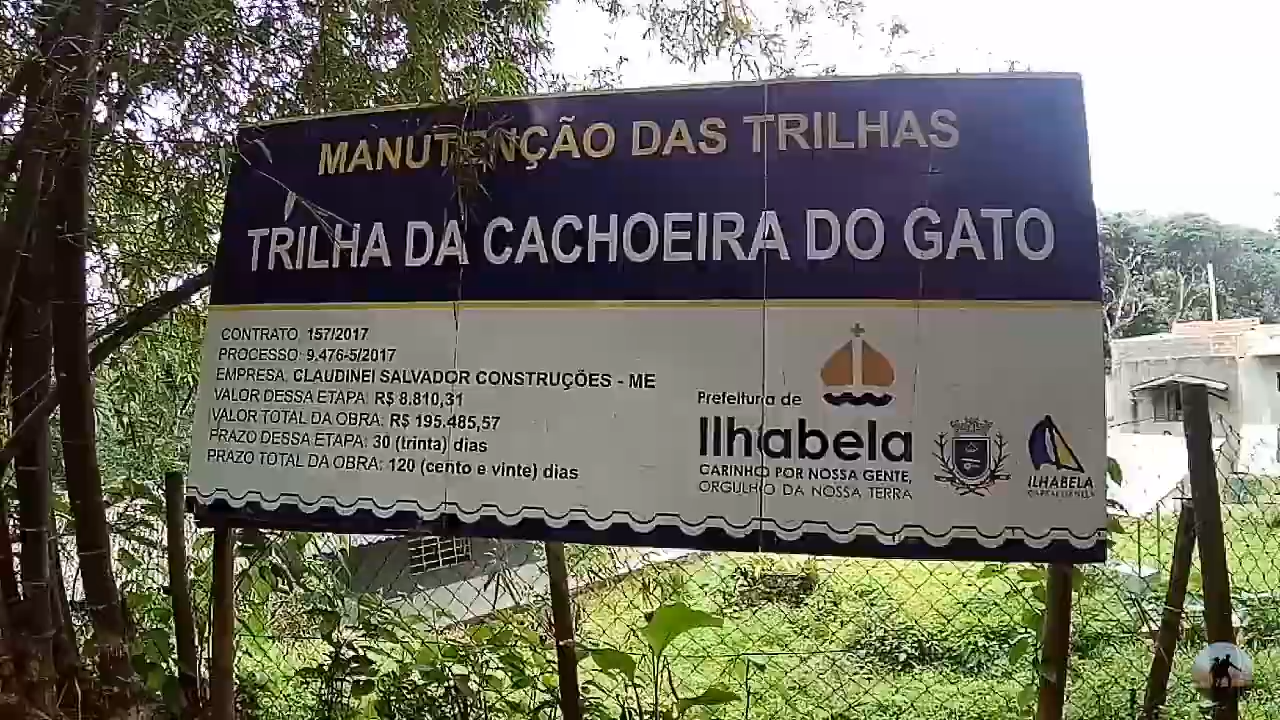 MANUTENÇÃO DAS TRILHAS
TRILHA DA CACHOEIRA DO GATO
CONTRATO: 157/2017
PROCESSO: 9.476-5/2017
EMPRESA: CLAUDINEI SALVADOR CONSTRUÇÕES - ME
VALOR DESSA ETAPA: R$ 8.810,31
VALOR TOTAL DA OBRA: R$ 195.485,57
PRAZO DESSA ETAPA: 30 (trinta) dias
PRAZO TOTAL DA OBRA: 120 (cento e vinte) dias
Prefeitura de
Ilhabela
CARINHO POR NOSSA GENTE,
ORGULHO DA NOSSA TERRA
ILHABELA